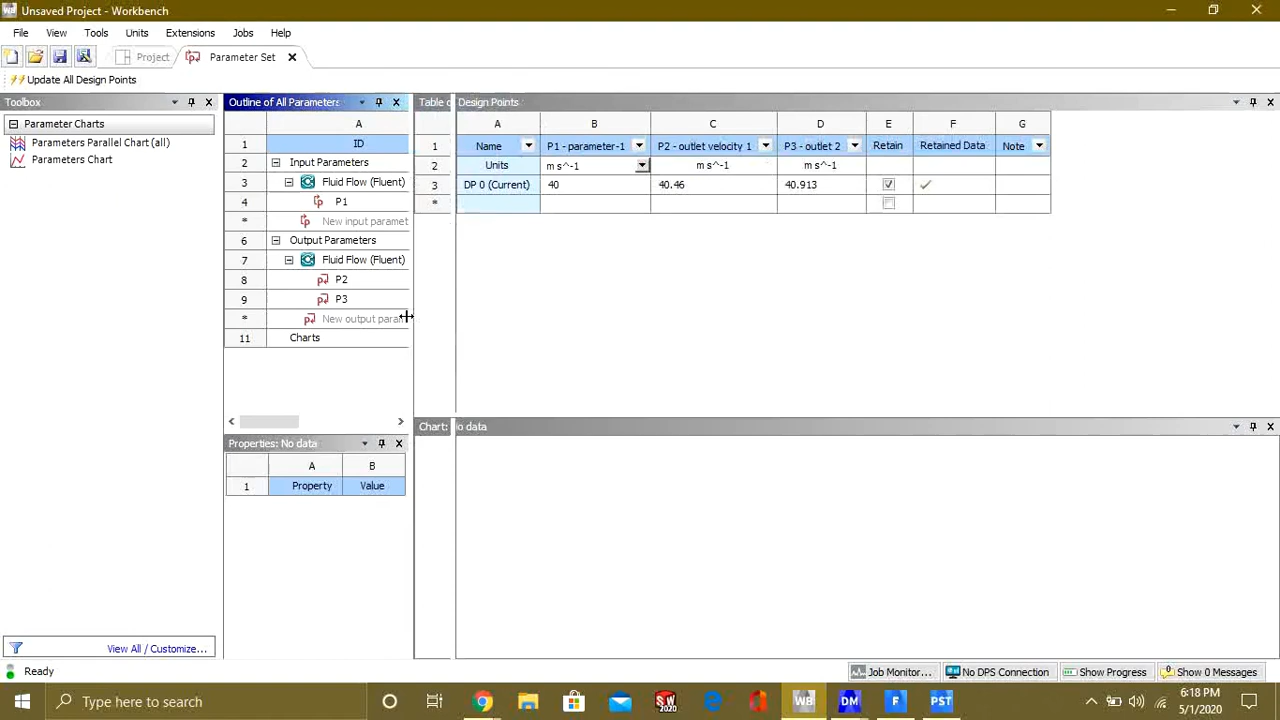 Unsaved Project - Workbench
File View Tools Units Extensions Jobs Help
Project Parameter Set
Update All Design Points
Toolbox
Parameter Charts
Parameters Parallel Chart (all)
Parameters Chart
View All / Customize...
Outline of All Parameters
A
1 ID
2 Input Parameters
3 Fluid Flow (Fluent)
4 P1
* New input paramet
6 Output Parameters
7 Fluid Flow (Fluent)
8 P2
9 P3
* New output param
11 Charts
Properties: No data
A B
1 Property Value
Table Design Points
A B C D E F G
1 Name P1 - parameter-1 P2 - outlet velocity 1 P3 - outlet 2 Retain Retained Data Note
2 Units m s^-1 m s^-1 m s^-1
3 DP 0 (Current) 40 40.46 40.913
*
Chart: No data
Ready
Job Monitor... No DPS Connection Show Progress Show 0 Messages
Type here to search
SW 2020
WB DM F PST
6:18 PM
5/1/2020